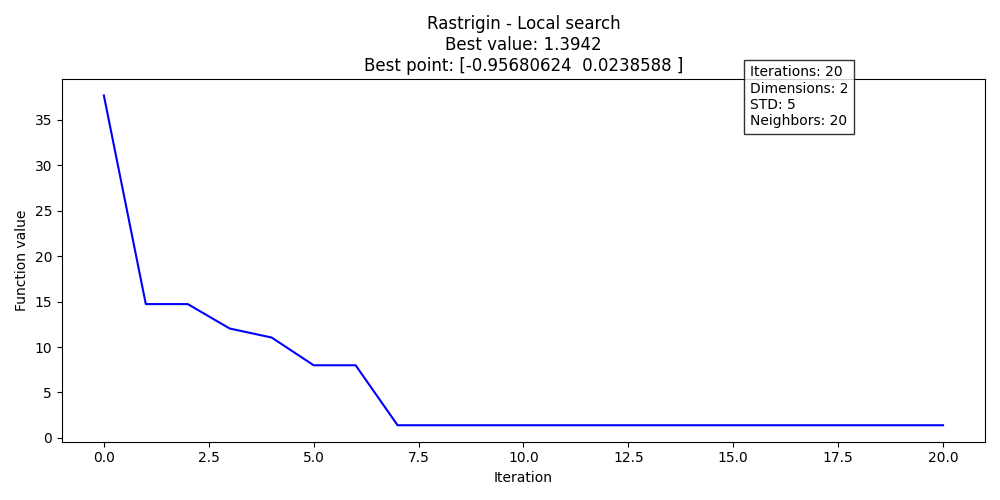 Rastrigin - Local search
Best value: 1.3942
Best point: [-0.95680624  0.0238588 ]
Iterations: 20
Dimensions: 2
STD: 5
Neighbors: 20
Function value
35
30
25
20
15
10
5
0
0.0 2.5 5.0 7.5 10.0 12.5 15.0 17.5 20.0
Iteration